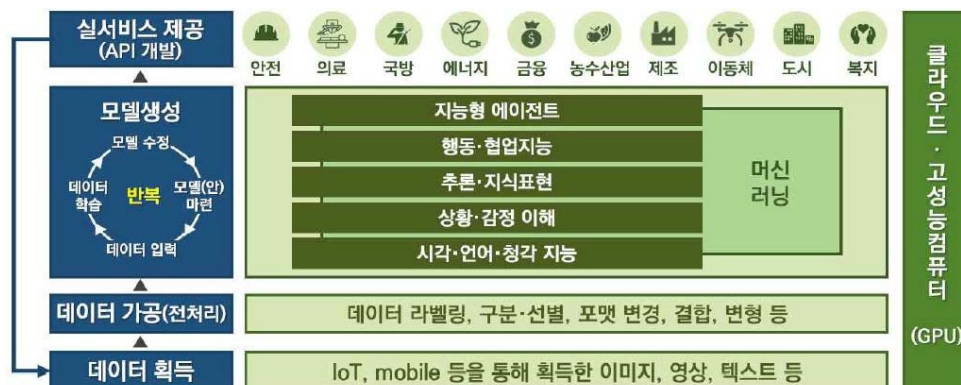 실서비스 제공
(API 개발)
안전 의료 국방 에너지 금융 농수산업 제조 이동체 도시 복지
모델생성
모델 수정
데이터 학습
반복
모델(안) 마련
데이터 입력
지능형 에이전트
행동·협업지능
추론·지식표현
상황·감정 이해
시각·언어·청각 지능
머신
러닝
데이터 가공(전처리)
데이터 라벨링, 구분·선별, 포맷 변경, 결합, 변형 등
데이터 획득
IoT, mobile 등을 통해 획득한 이미지, 영상, 텍스트 등
클라우드·고성능컴퓨터
(GPU)